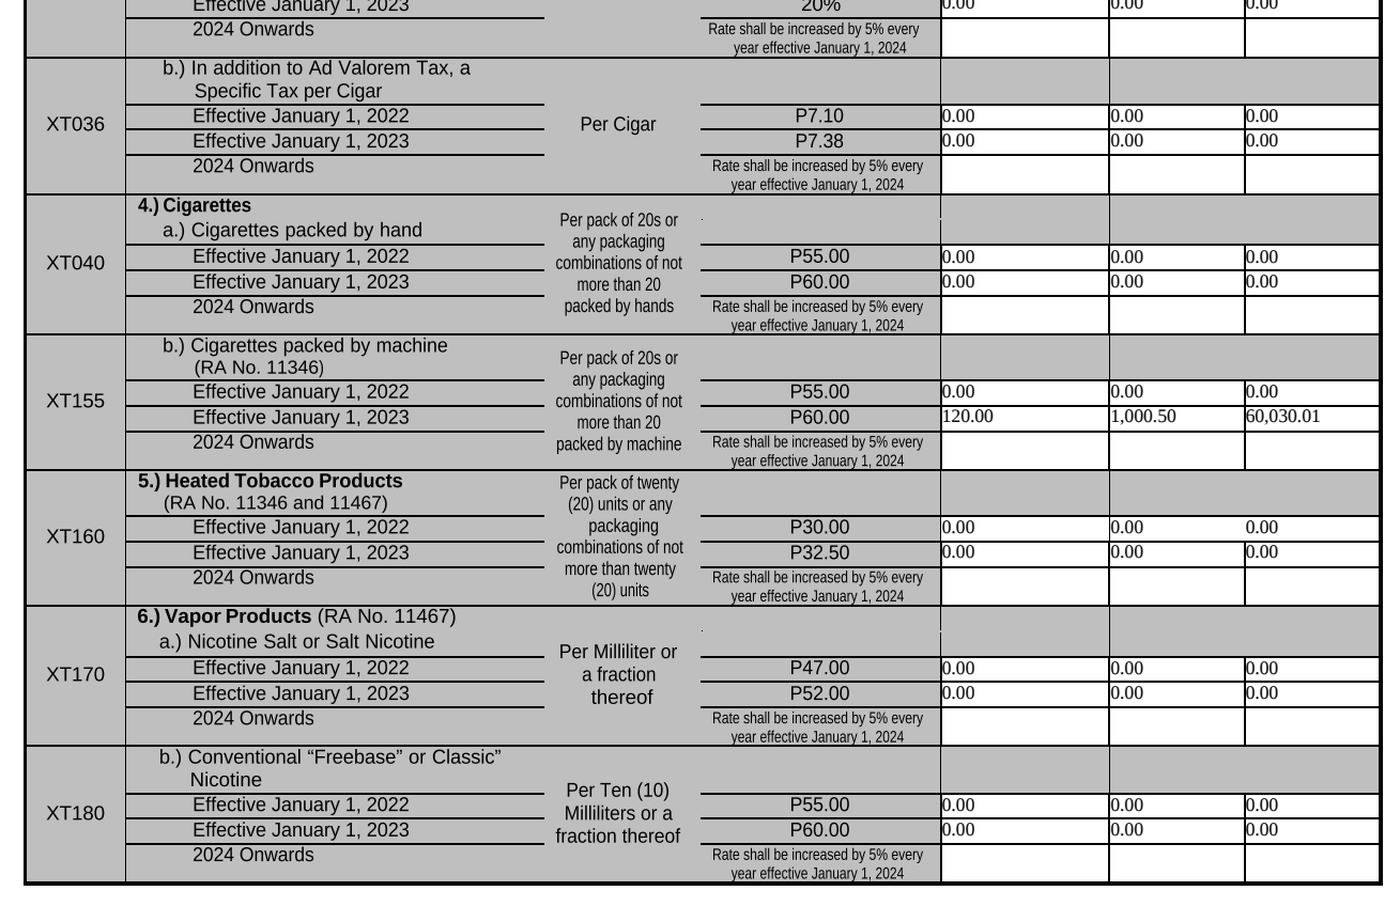 Effective January 1, 2023 20% 0.00 0.00 0.00
2024 Onwards Rate shall be increased by 5% every
year effective January 1, 2024
b.) In addition to Ad Valorem Tax, a
Specific Tax per Cigar
XT036 Per Cigar
Effective January 1, 2022 P7.10 0.00 0.00 0.00
Effective January 1, 2023 P7.38 0.00 0.00 0.00
2024 Onwards Rate shall be increased by 5% every
year effective January 1, 2024
4.) Cigarettes
a.) Cigarettes packed by hand
XT040
Per pack of 20s or
any packaging
combinations of not
more than 20
packed by hands
Effective January 1, 2022 P55.00 0.00 0.00 0.00
Effective January 1, 2023 P60.00 0.00 0.00 0.00
2024 Onwards Rate shall be increased by 5% every
year effective January 1, 2024
b.) Cigarettes packed by machine
(RA No. 11346)
XT155
Per pack of 20s or
any packaging
combinations of not
more than 20
packed by machine
Effective January 1, 2022 P55.00 0.00 0.00 0.00
Effective January 1, 2023 P60.00 120.00 1,000.50 60,030.01
2024 Onwards Rate shall be increased by 5% every
year effective January 1, 2024
5.) Heated Tobacco Products
(RA No. 11346 and 11467)
XT160
Per pack of twenty
(20) units or any
packaging
combinations of not
more than twenty
(20) units
Effective January 1, 2022 P30.00 0.00 0.00 0.00
Effective January 1, 2023 P32.50 0.00 0.00 0.00
2024 Onwards Rate shall be increased by 5% every
year effective January 1, 2024
6.) Vapor Products (RA No. 11467)
a.) Nicotine Salt or Salt Nicotine
XT170
Per Milliliter or
a fraction
thereof
Effective January 1, 2022 P47.00 0.00 0.00 0.00
Effective January 1, 2023 P52.00 0.00 0.00 0.00
2024 Onwards Rate shall be increased by 5% every
year effective January 1, 2024
b.) Conventional “Freebase” or Classic”
Nicotine
XT180
Per Ten (10)
Milliliters or a
fraction thereof
Effective January 1, 2022 P55.00 0.00 0.00 0.00
Effective January 1, 2023 P60.00 0.00 0.00 0.00
2024 Onwards Rate shall be increased by 5% every
year effective January 1, 2024